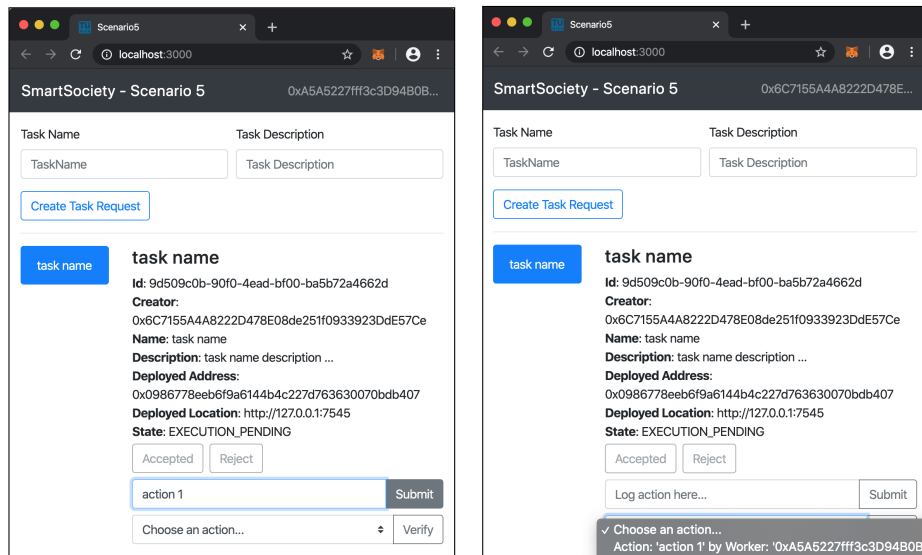 Scenario5
localhost:3000
SmartSociety - Scenario 5 0xA5A5227fff3c3D94B0B...
Task Name Task Description
TaskName Task Description
Create Task Request
task name
task name
Id: 9d509c0b-90f0-4ead-bf00-ba5b72a4662d
Creator:
0x6C7155A4A8222D478E08de251f0933923DdE57Ce
Name: task name
Description: task name description ...
Deployed Address:
0x0986778eeb6f9a6144b4c227d763630070bdb407
Deployed Location: http://127.0.0.1:7545
State: EXECUTION_PENDING
Accepted Reject
action 1 Submit
Choose an action... Verify
Scenario5
localhost:3000
SmartSociety - Scenario 5 0x6C7155A4A8222D478E...
Task Name Task Description
TaskName Task Description
Create Task Request
task name
task name
Id: 9d509c0b-90f0-4ead-bf00-ba5b72a4662d
Creator:
0x6C7155A4A8222D478E08de251f0933923DdE57Ce
Name: task name
Description: task name description ...
Deployed Address:
0x0986778eeb6f9a6144b4c227d763630070bdb407
Deployed Location: http://127.0.0.1:7545
State: EXECUTION_PENDING
Accepted Reject
Log action here... Submit
✓ Choose an action...
Action: 'action 1' by Worker: '0xA5A5227fff3c3D94B0B